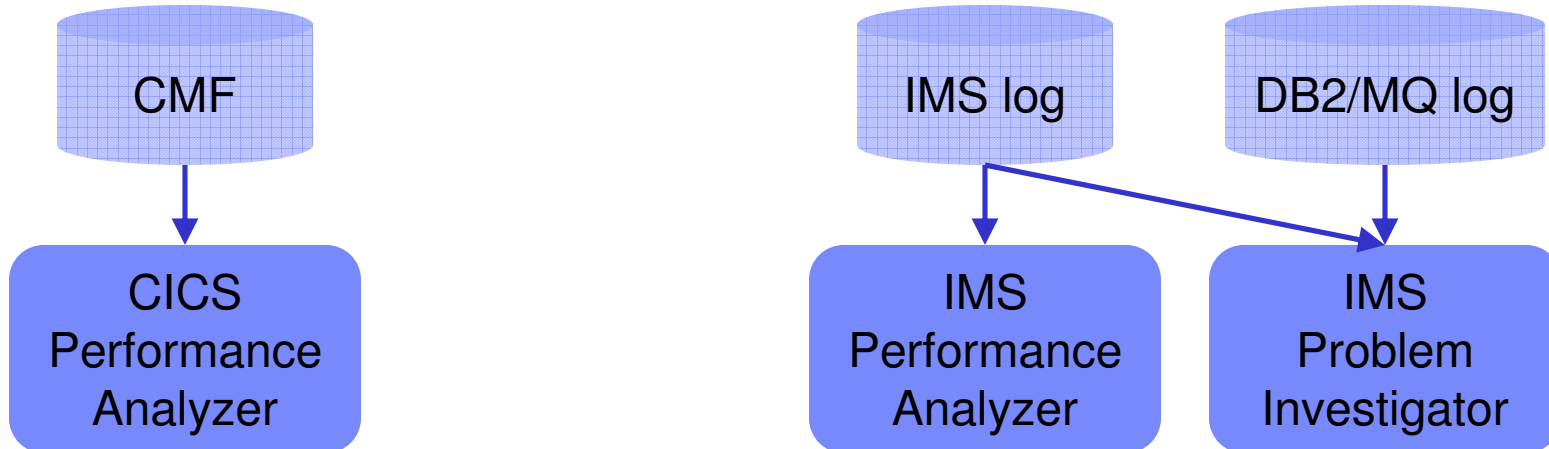 CMF
IMS log
DB2/MQ log
CICS
Performance
Analyzer
IMS
Performance
Analyzer
IMS
Problem
Investigator